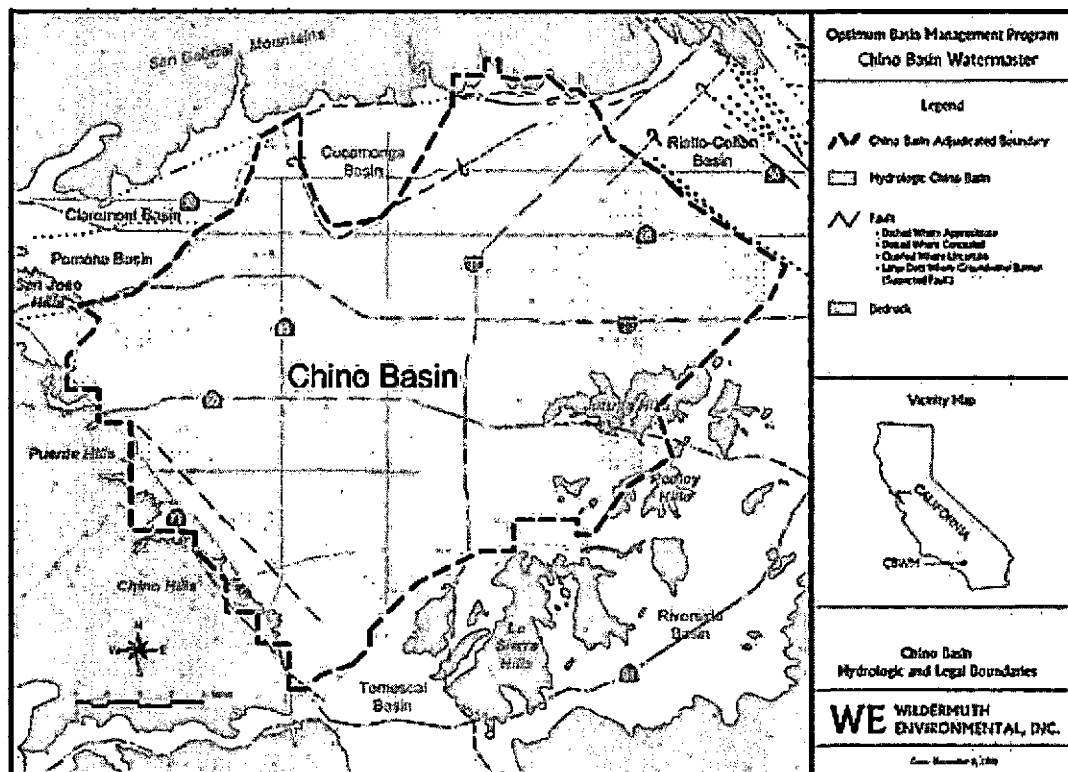 San Gabriel Mountains
Cucamonga
Basin
Rialto-Colton
Basin
Claremont Basin
Pomona Basin
San Jose
Hills
Chino Basin
Puente Hills
Chino Hills
Jurupa Hills
Pedley
Hills
La
Sierra
Hills
Riverside
Basin
Temescal
Basin
N
W
E
Optimum Basin Management Program
Chino Basin Watermaster
Legend
Chino Basin Adjudicated Boundary
Hydrologic Chino Basin
Fault
Bedrock
Vicinity Map
CALIFORNIA
CBWM
Chino Basin
Hydrologic and Legal Boundaries
WE WILDERMUTH
ENVIRONMENTAL, INC.